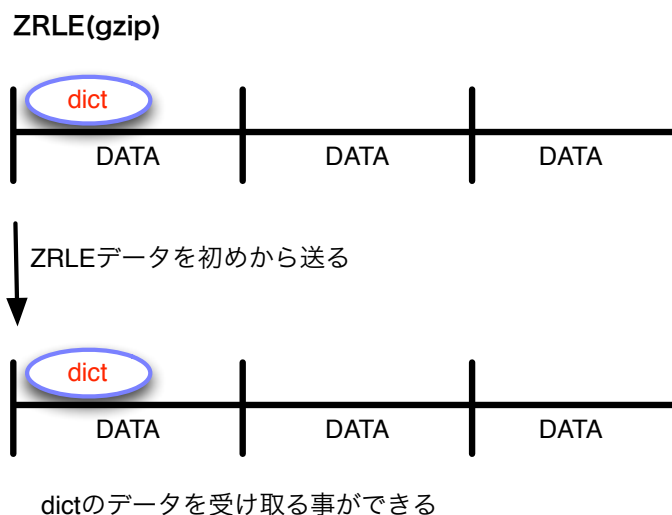 ZRLE(gzip)
dict
DATA DATA DATA
ZRLEデータを初めから送る
dict
DATA DATA DATA
dictのデータを受け取る事ができる